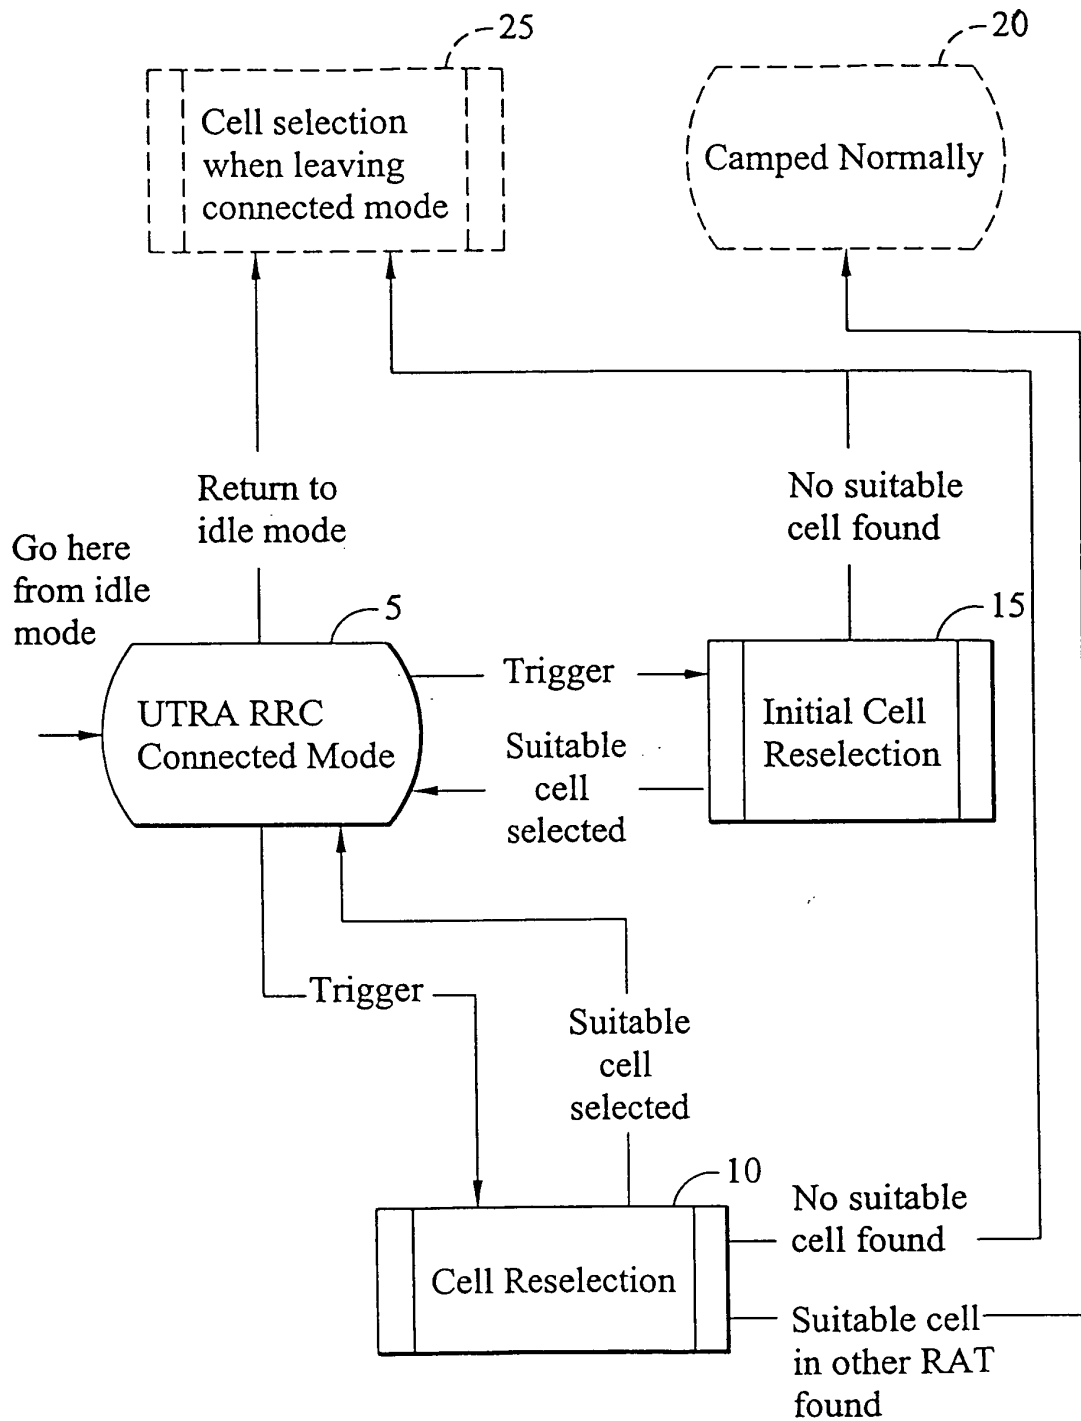 25
20
Cell selection
when leaving
connected mode
Camped Normally
Return to
idle mode
No suitable
cell found
Go here
from idle
mode
5
15
UTRA RRC
Connected Mode
Trigger
Suitable
cell
selected
Initial Cell
Reselection
Trigger
Suitable
cell
selected
10
Cell Reselection
No suitable
cell found
Suitable cell
in other RAT
found